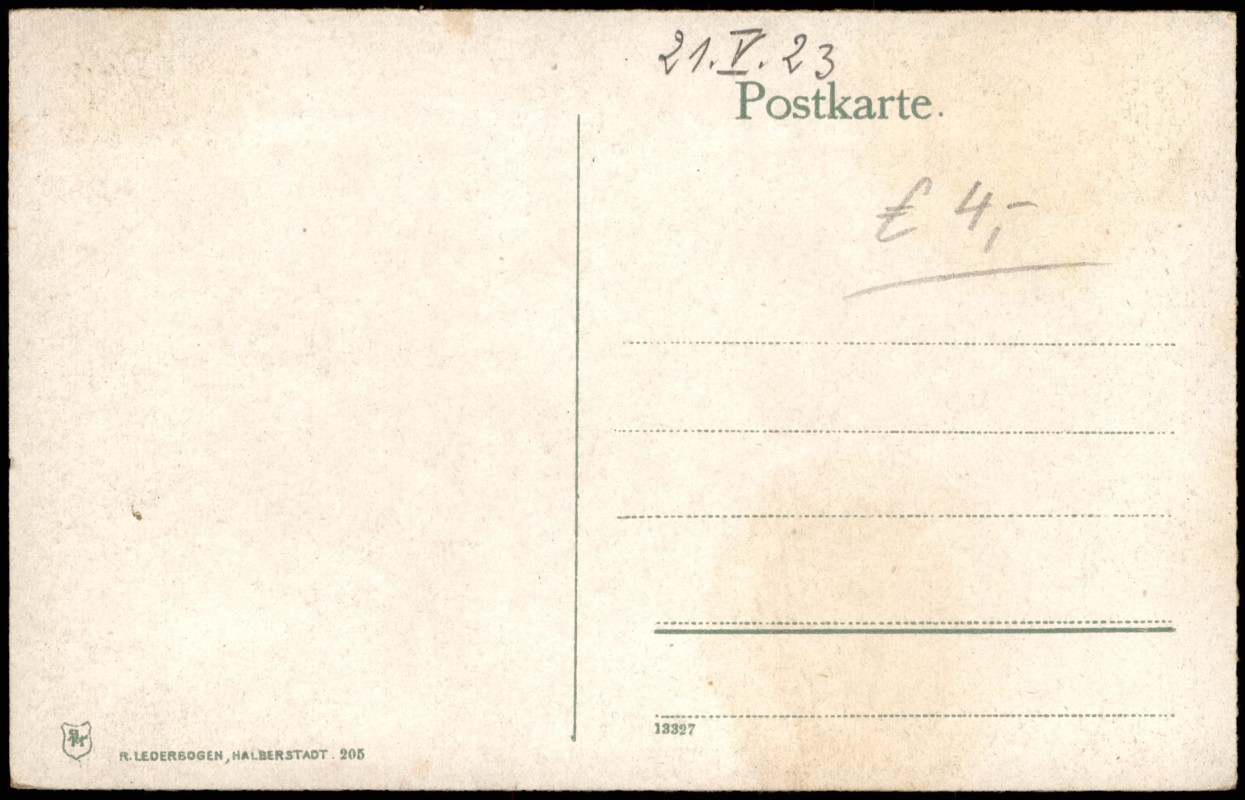 21.V.23
Postkarte.
£ 4,-
13327
R. LEDERBOGEN, HALBERSTADT. 205